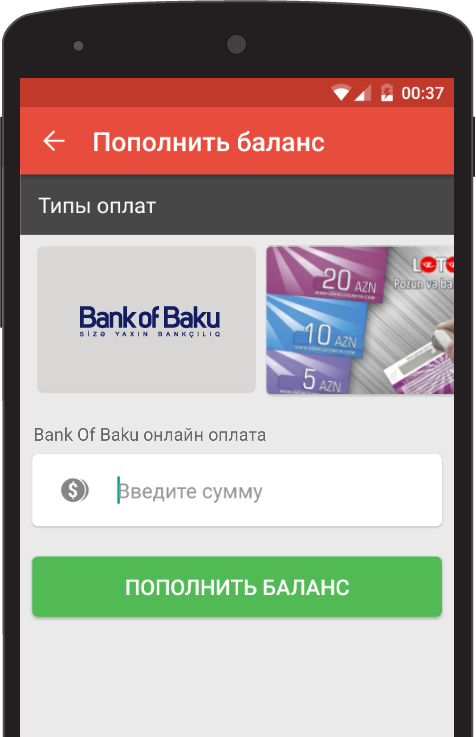 00:37
Пополнить баланс
Типы оплат
Bank of Baku
SİZƏ YAXIN BANKÇILIQ
20 AZN
10 AZN
5 AZN
LOTO
Pozun və ba
Bank Of Baku онлайн оплата
Введите сумму
ПОПОЛНИТЬ БАЛАНС